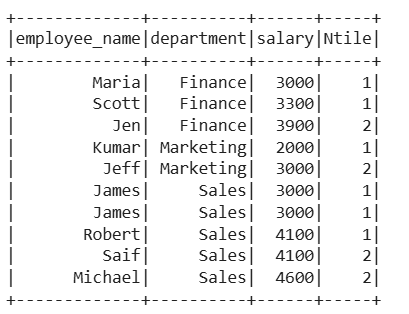 +-------------+----------+------+-----+
|employee_name|department|salary|Ntile|
+-------------+----------+------+-----+
|        Maria|   Finance|  3000|    1|
|        Scott|   Finance|  3300|    1|
|          Jen|   Finance|  3900|    2|
|        Kumar| Marketing|  2000|    1|
|         Jeff| Marketing|  3000|    2|
|        James|     Sales|  3000|    1|
|        James|     Sales|  3000|    1|
|       Robert|     Sales|  4100|    1|
|         Saif|     Sales|  4100|    2|
|      Michael|     Sales|  4600|    2|
+-------------+----------+------+-----+